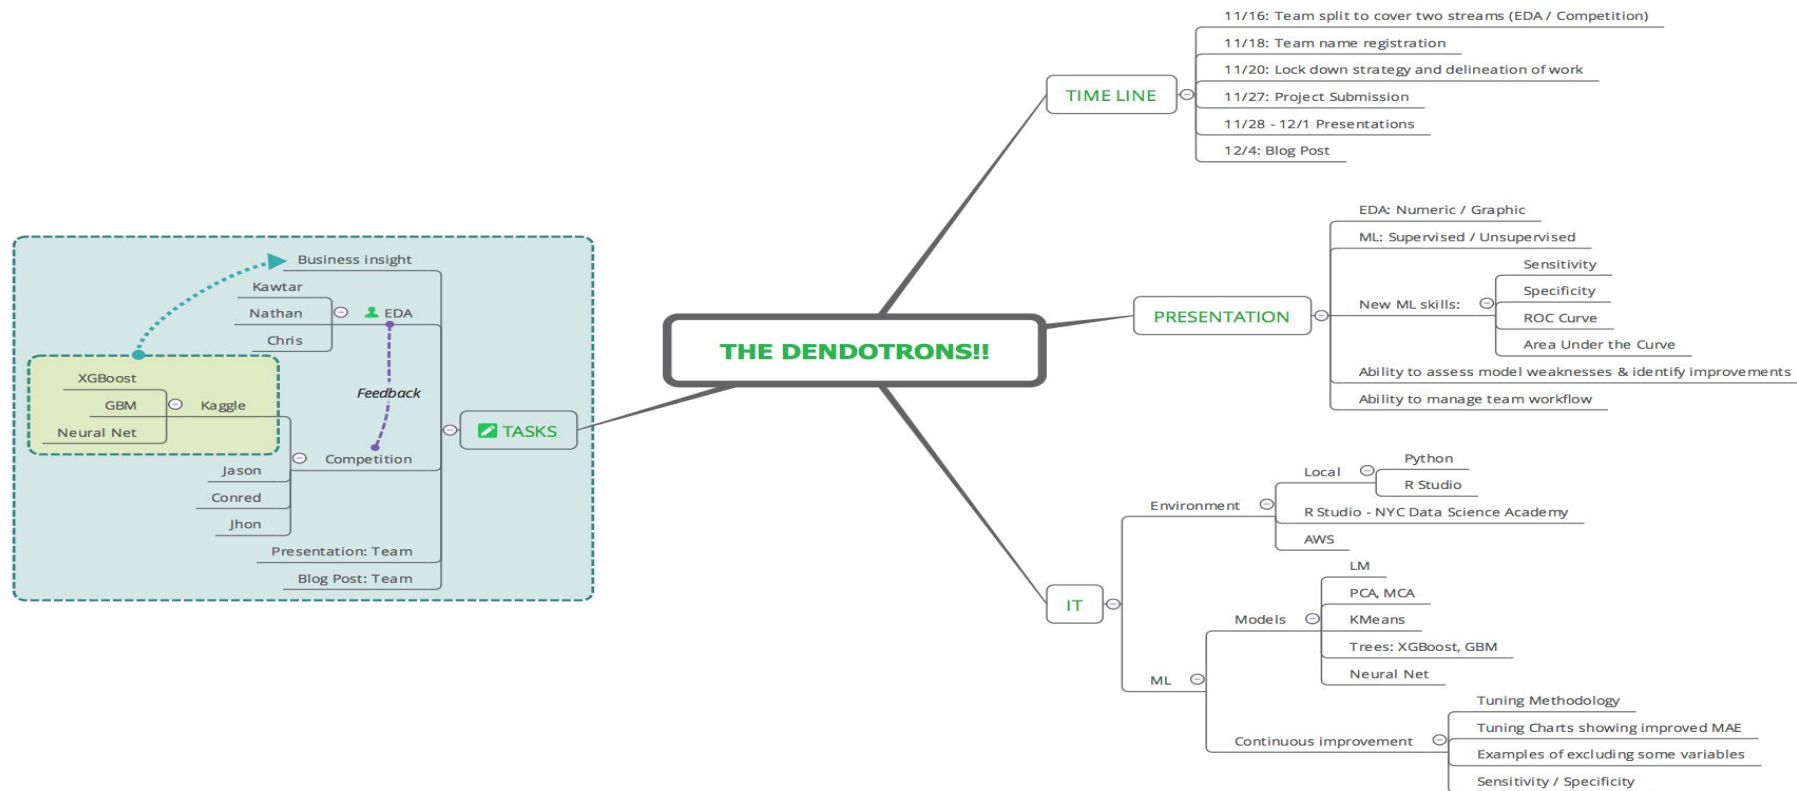 THE DENDOTRONS!!
TIME LINE
11/16: Team split to cover two streams (EDA / Competition)
11/18: Team name registration
11/20: Lock down strategy and delineation of work
11/27: Project Submission
11/28 - 12/1 Presentations
12/4: Blog Post
PRESENTATION
EDA: Numeric / Graphic
ML: Supervised / Unsupervised
New ML skills:
Sensitivity
Specificity
ROC Curve
Area Under the Curve
Ability to assess model weaknesses & identify improvements
Ability to manage team workflow
IT
Environment
Local
Python
R Studio
R Studio - NYC Data Science Academy
AWS
ML
Models
LM
PCA, MCA
KMeans
Trees: XGBoost, GBM
Neural Net
Continuous improvement
Tuning Methodology
Tuning Charts showing improved MAE
Examples of excluding some variables
Sensitivity / Specificity
TASKS
Business insight
EDA
Kawtar
Nathan
Chris
Feedback
Competition
Kaggle
XGBoost
GBM
Neural Net
Jason
Conred
Jhon
Presentation: Team
Blog Post: Team